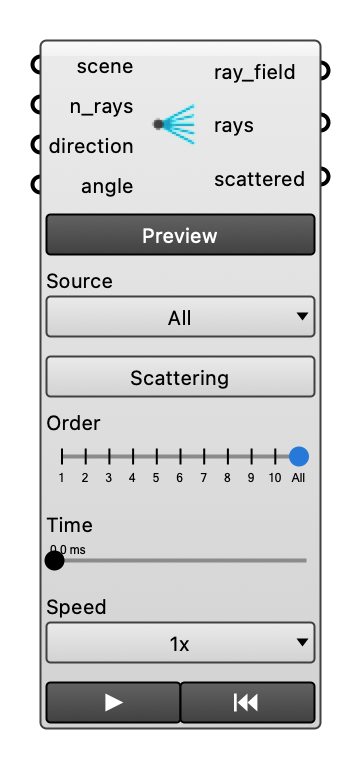 scene
n_rays
direction
angle
ray_field
rays
scattered
Preview
Source
All
Scattering
Order
1 2 3 4 5 6 7 8 9 10 All
Time
0.0 ms
Speed
1x